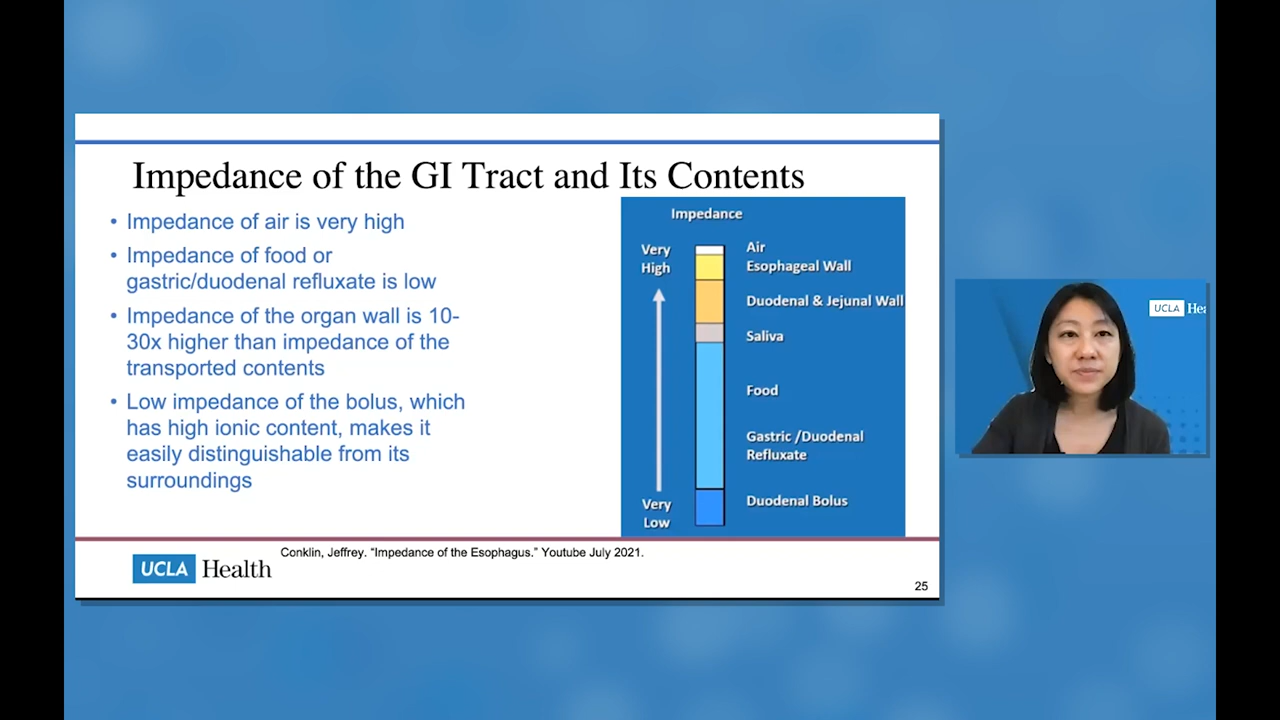 Impedance of the GI Tract and Its Contents
• Impedance of air is very high
• Impedance of food or
gastric/duodenal refluxate is low
• Impedance of the organ wall is 10-
30x higher than impedance of the
transported contents
• Low impedance of the bolus, which
has high ionic content, makes it
easily distinguishable from its
surroundings
Impedance
Very
High
Air
Esophageal Wall
Duodenal & Jejunal Wall
Saliva
Food
Gastric /Duodenal
Refluxate
Duodenal Bolus
Very
Low
Conklin, Jeffrey. “Impedance of the Esophagus.” Youtube July 2021.
UCLA Health
25
UCLA Hea